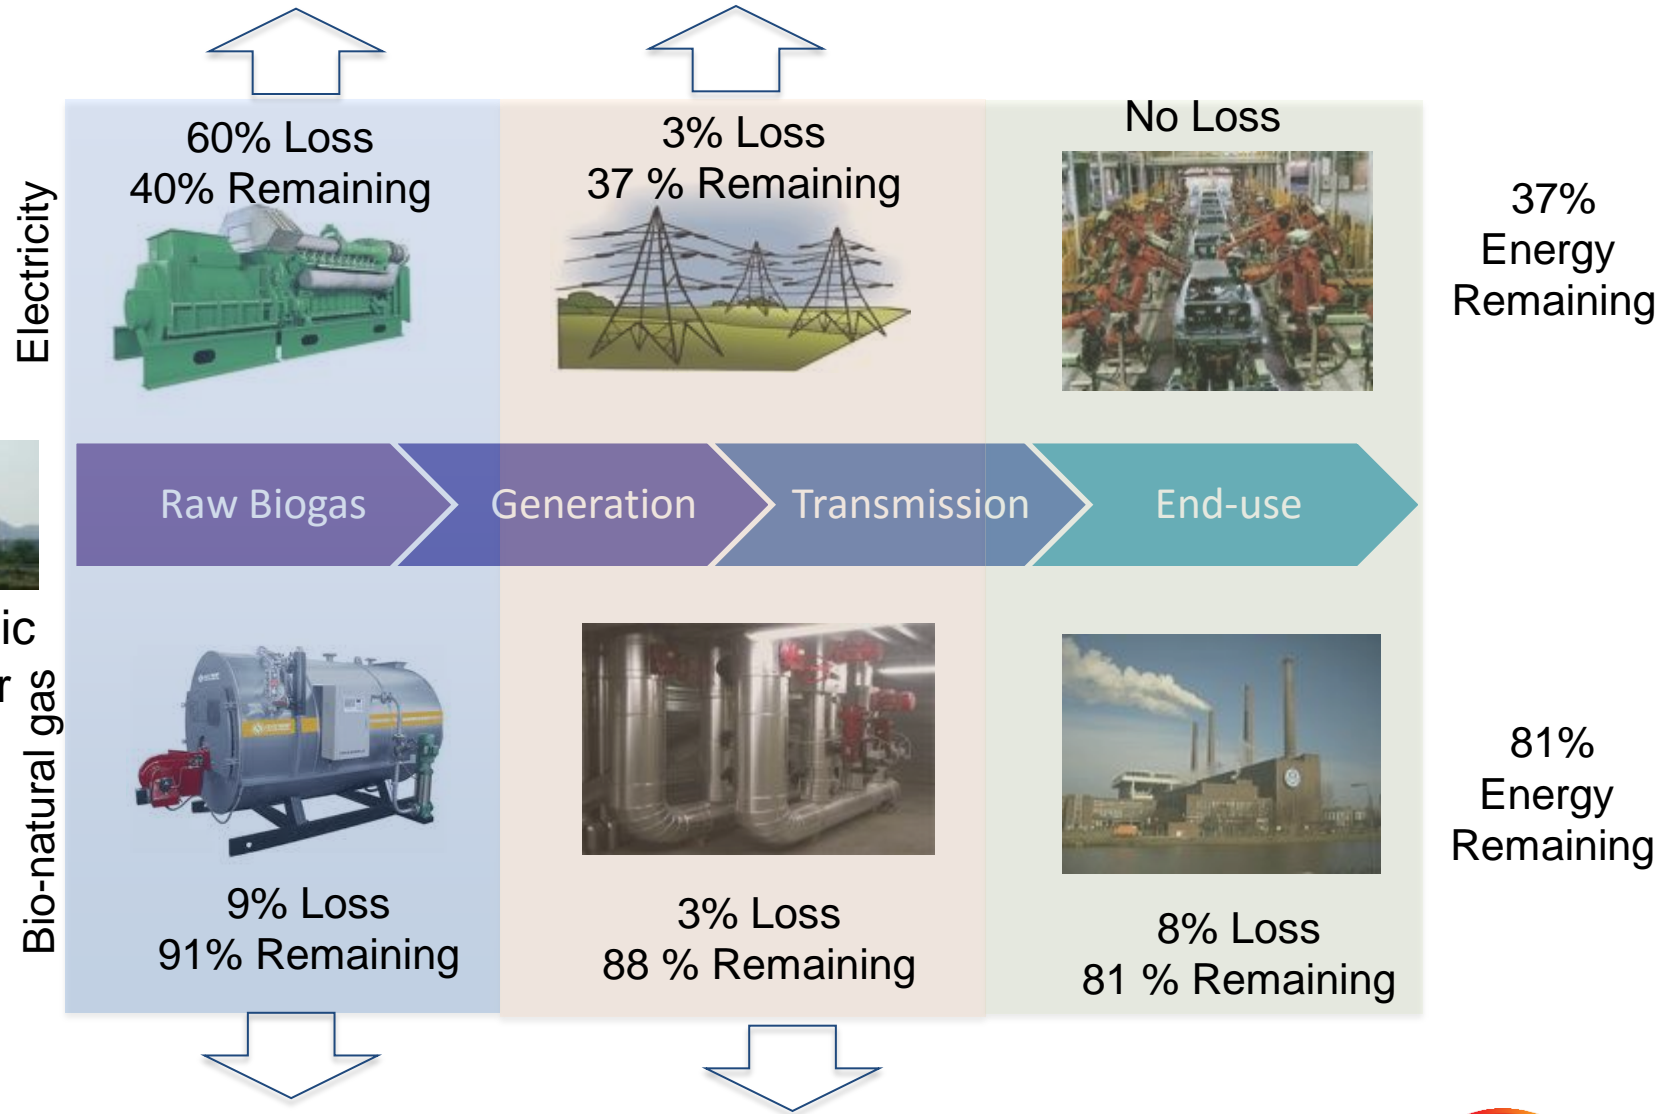 60% Loss
40% Remaining
3% Loss
37 % Remaining
No Loss
Electricity
37%
Energy
Remaining
Raw Biogas
Generation
Transmission
End-use
ic
r
Bio-natural gas
9% Loss
91% Remaining
3% Loss
88 % Remaining
8% Loss
81 % Remaining
81%
Energy
Remaining